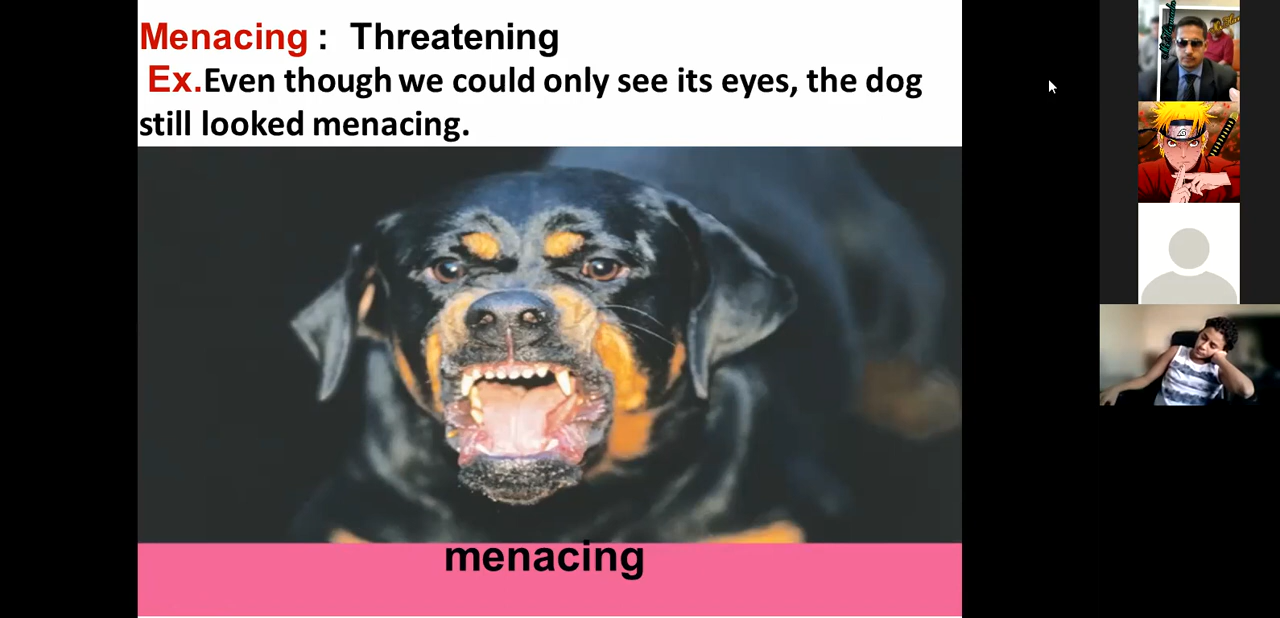 Menacing : Threatening
Ex.Even though we could only see its eyes, the dog
still looked menacing.
menacing